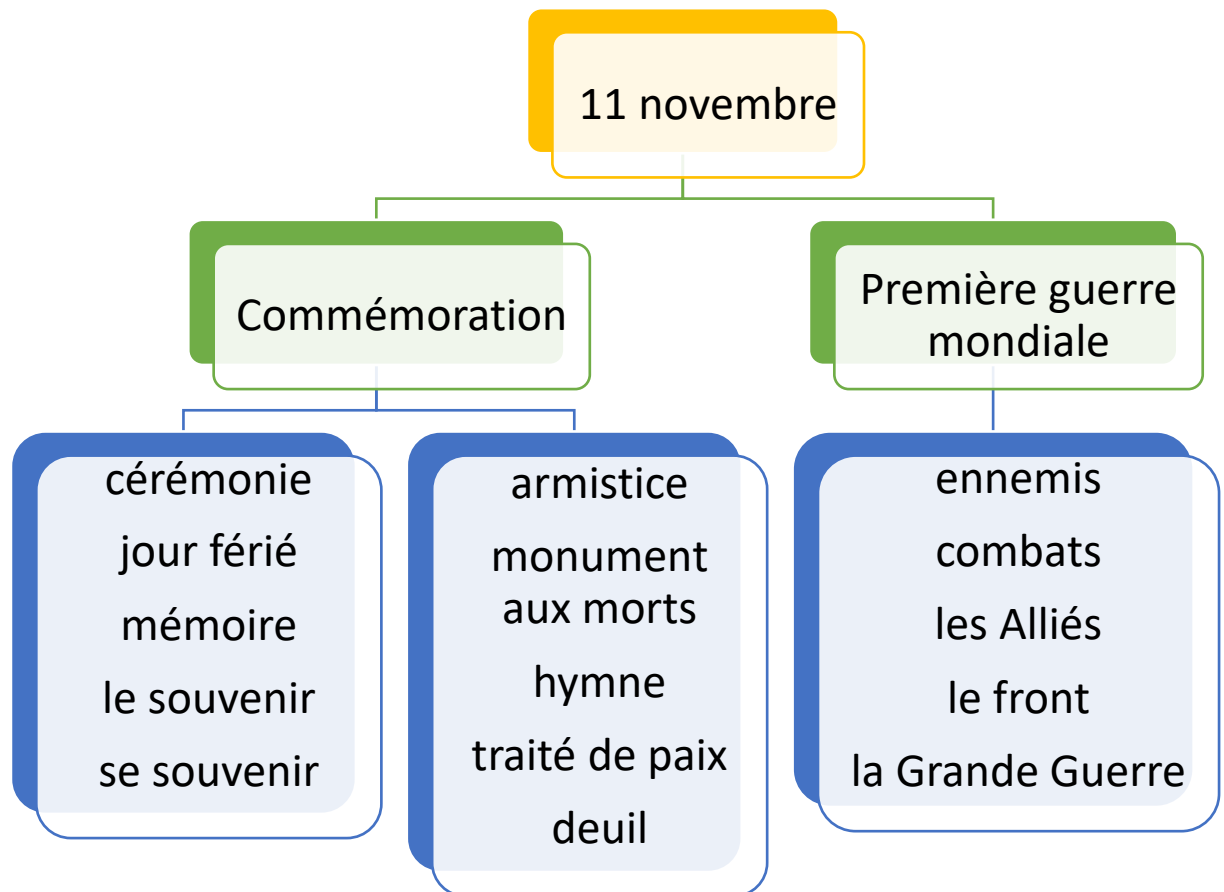 11 novembre
Commémoration
Première guerre
mondiale
cérémonie
jour férié
mémoire
le souvenir
se souvenir
armistice
monument
aux morts
hymne
traité de paix
deuil
ennemis
combats
les Alliés
le front
la Grande Guerre